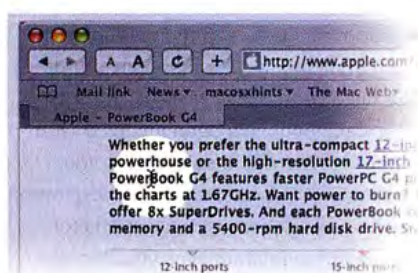 A A C + http://www.apple.com
Mail link News ▾ macosxhints ▾ The Mac Web
Apple - PowerBook G4
Whether you prefer the ultra-compact 12-in
powerhouse or the high-resolution 17-inch
PowerBook G4 features faster PowerPC G4 p
the charts at 1.67GHz. Want power to burn?
offer 8x SuperDrives. And each PowerBook
memory and a 5400-rpm hard disk drive.
12-inch ports 15-inch